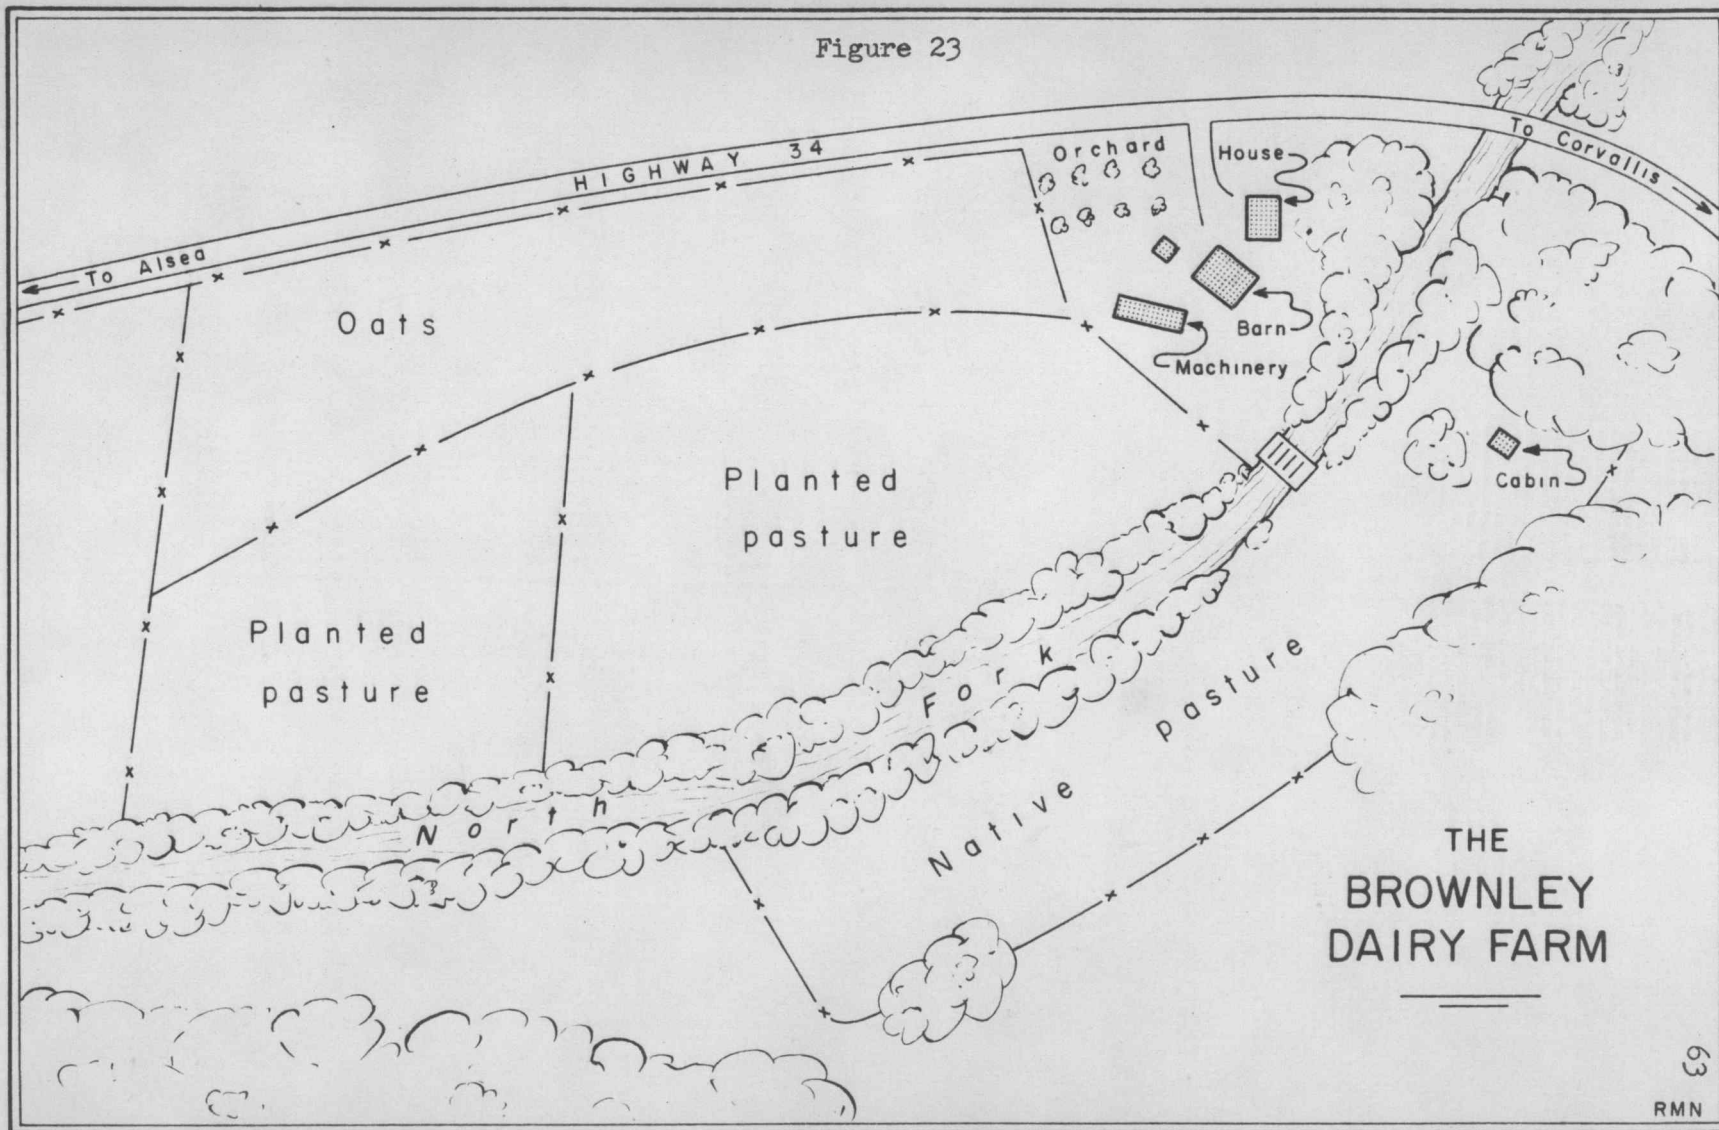 Figure 23
HIGHWAY 34
To Alsea
To Corvallis
Orchard
House
Barn
Machinery
Cabin
Oats
Planted
pasture
Planted
pasture
North Fork
Native pasture
THE
BROWNLEY
DAIRY FARM
63
RMN